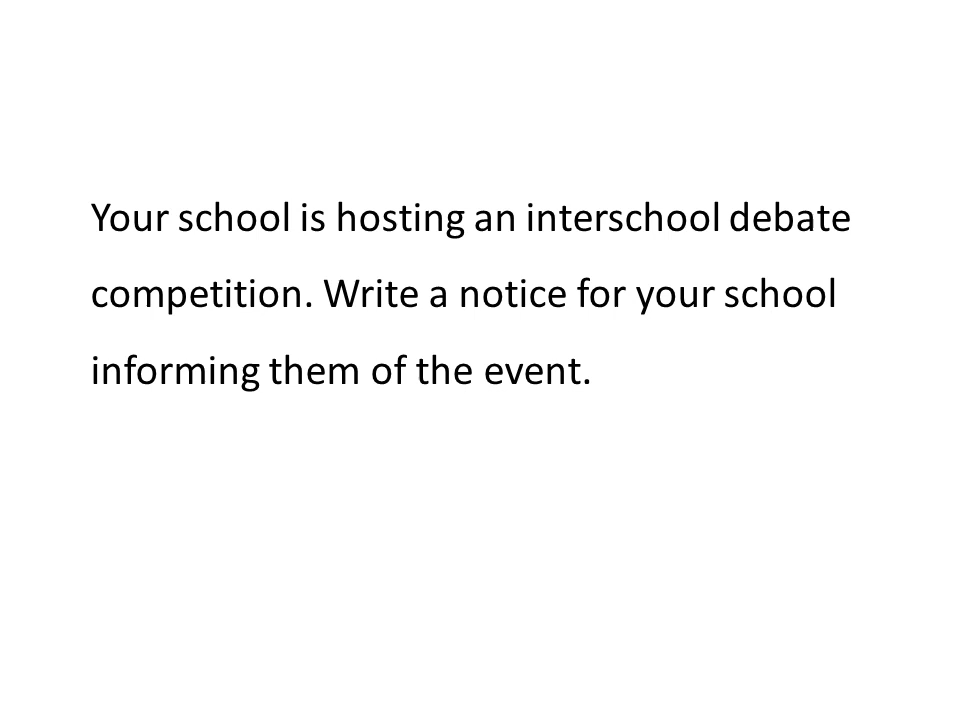 Your school is hosting an interschool debate
competition. Write a notice for your school
informing them of the event.